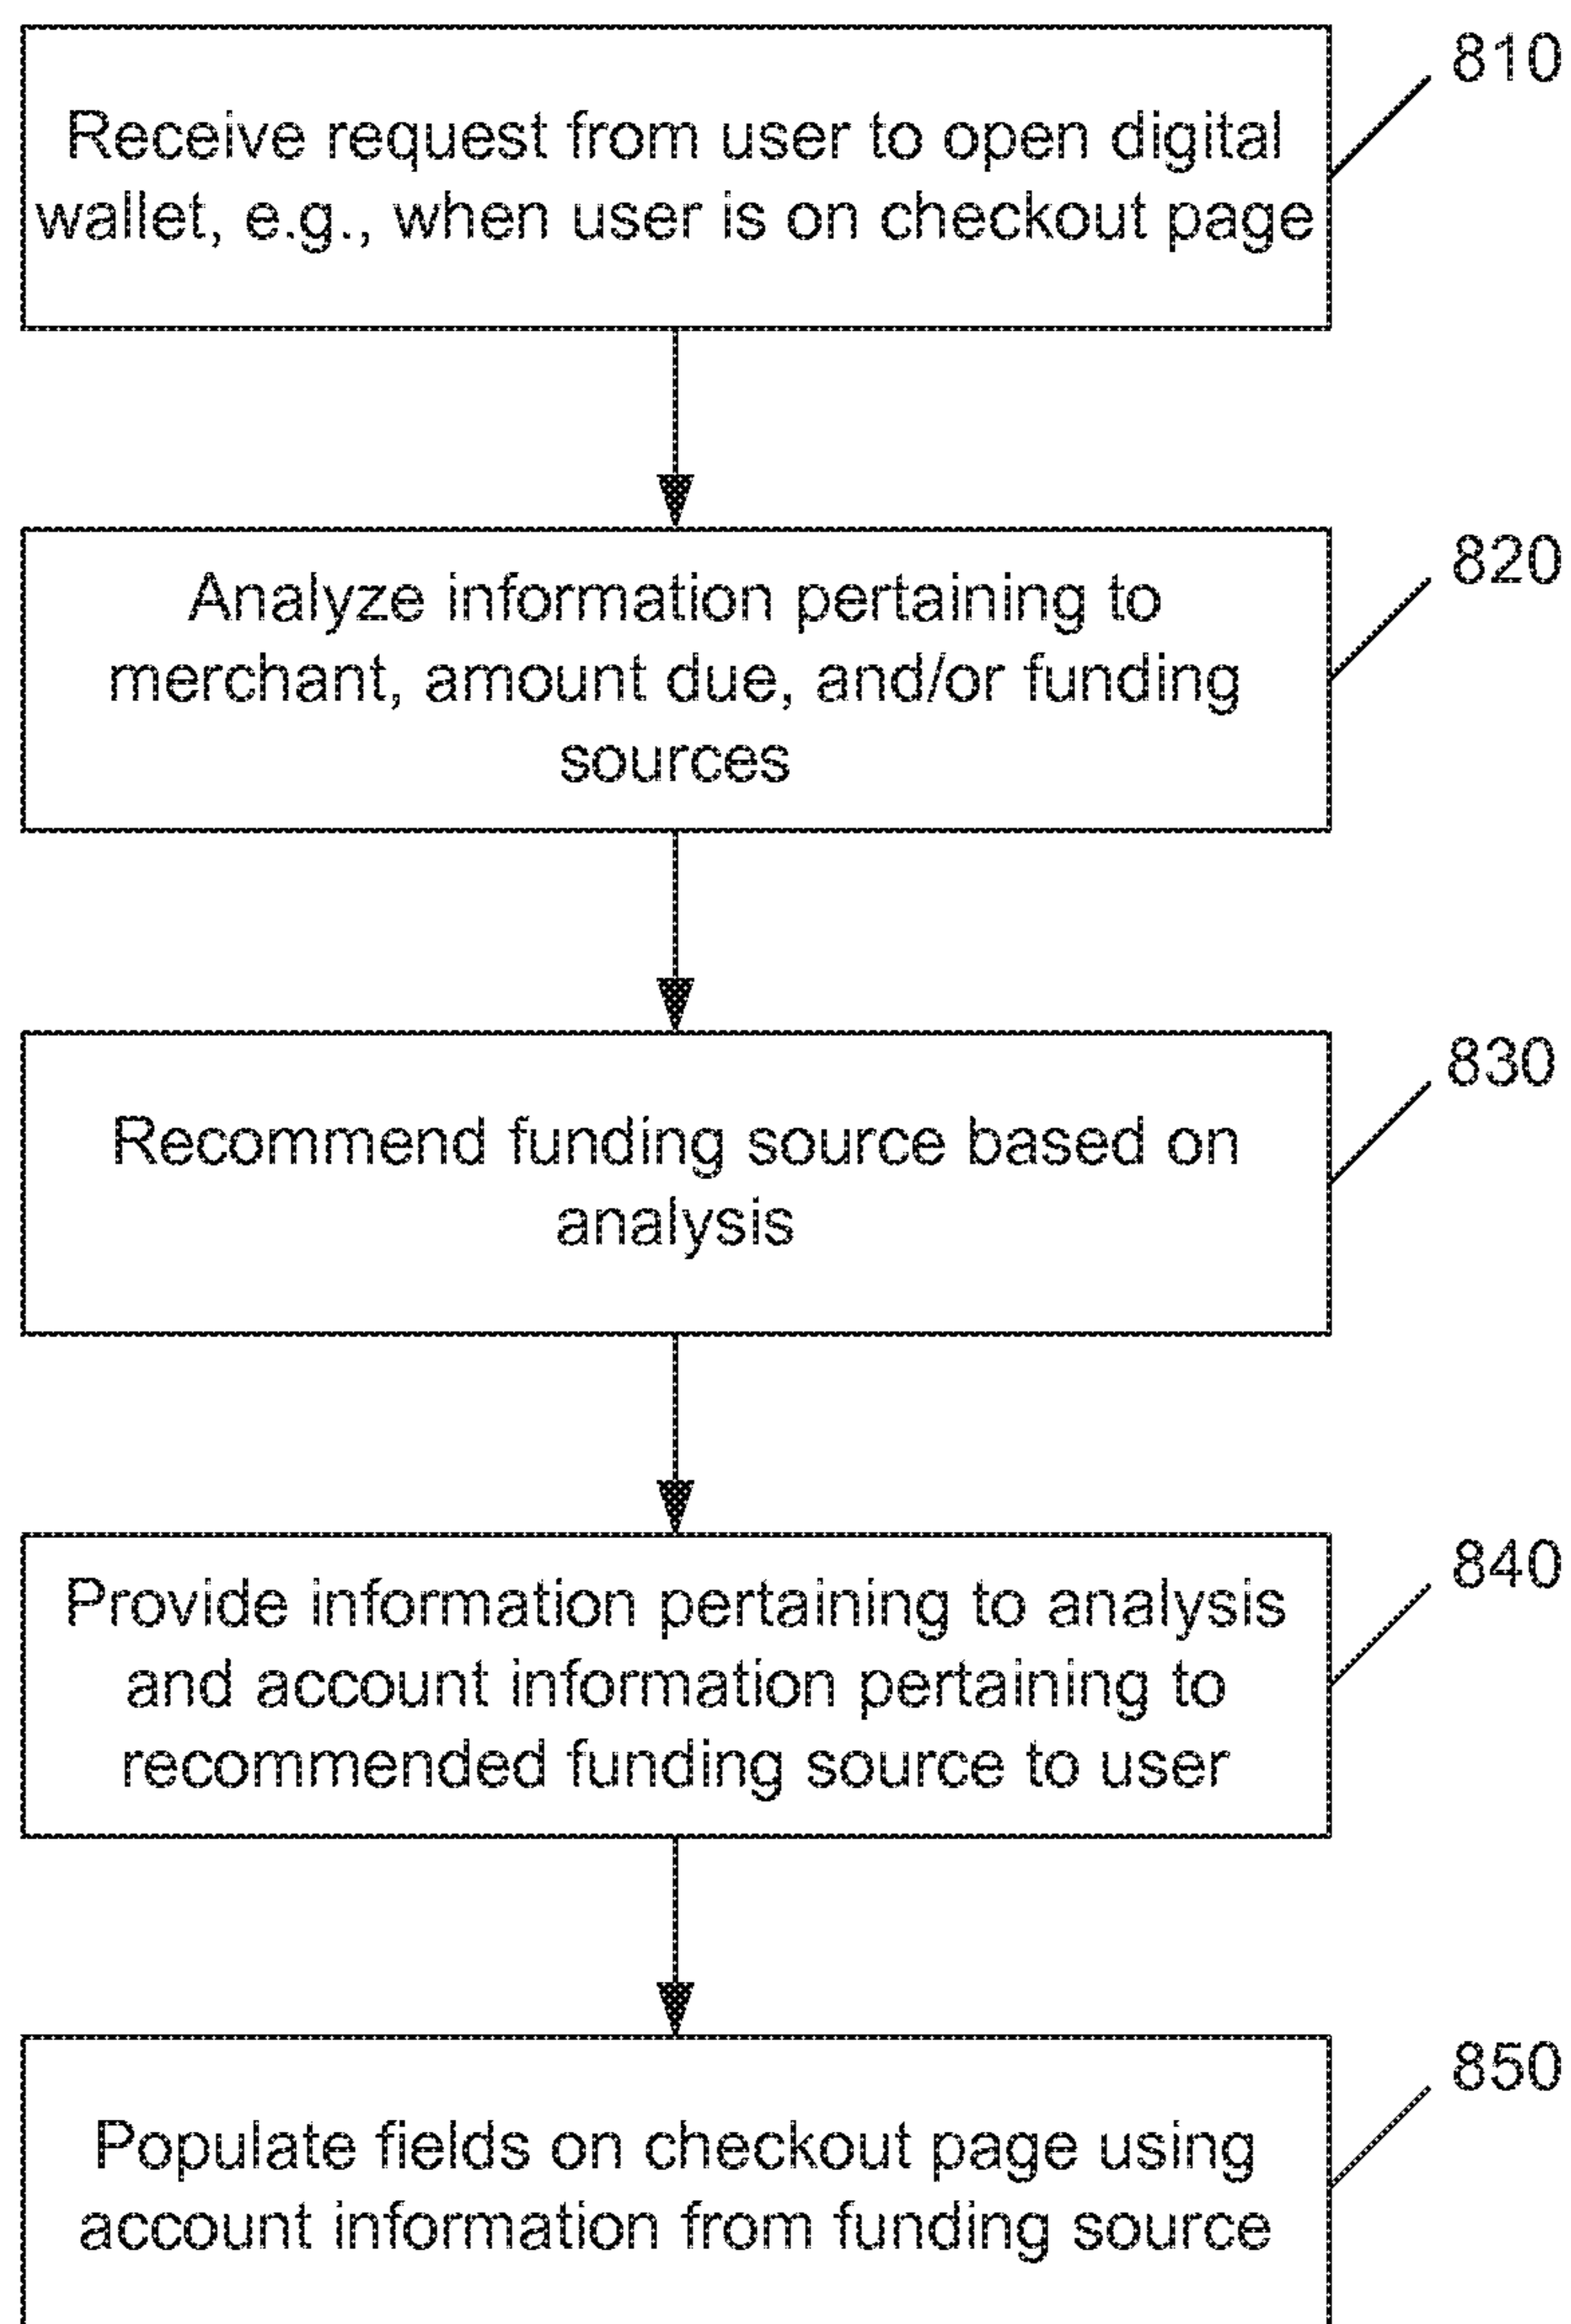 810
Receive request from user to open digital
wallet, e.g., when user is on checkout page
820
Analyze information pertaining to
merchant, amount due, and/or funding
sources
830
Recommend funding source based on
analysis
840
Provide information pertaining to analysis
and account information pertaining to
recommended funding source to user
850
Populate fields on checkout page using
account information from funding source